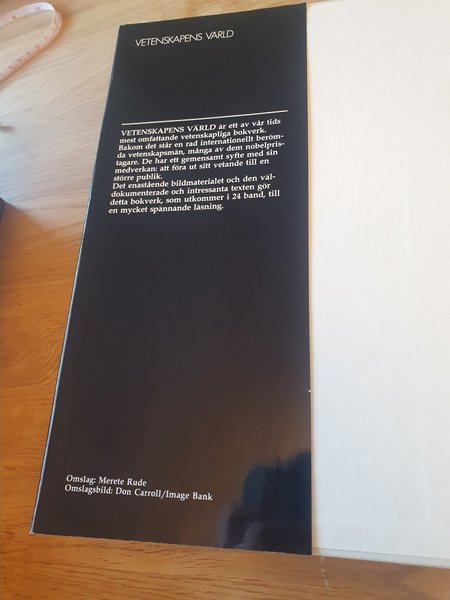 VETENSKAPENS VÄRLD
VETENSKAPENS VÄRLD är ett av vår tids
mest omfattande vetenskapliga bokverk.
Bakom det står en rad internationellt beröm-
da vetenskapsmän, många av dem nobelpris-
tagare. De har ett gemensamt syfte med sin
medverkan: att föra ut sitt vetande till en
större publik.
Det enastående bildmaterialet och den väl-
dokumenterade och intressanta texten gör
detta bokverk, som utkommer i 24 band, till
en mycket spännande läsning.
Omslag: Merete Rude
Omslagsbild: Don Carroll/Image Bank